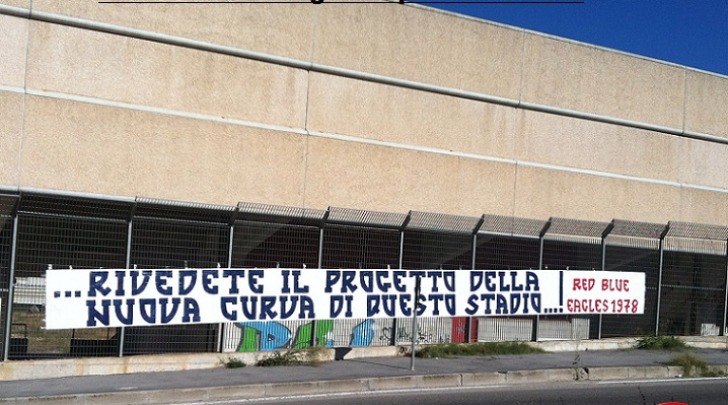 ...RIVEDETE IL PROGETTO DELLA
NUOVA CURVA DI QUESTO STADIO...!
RED BLUE
EAGLES 1978